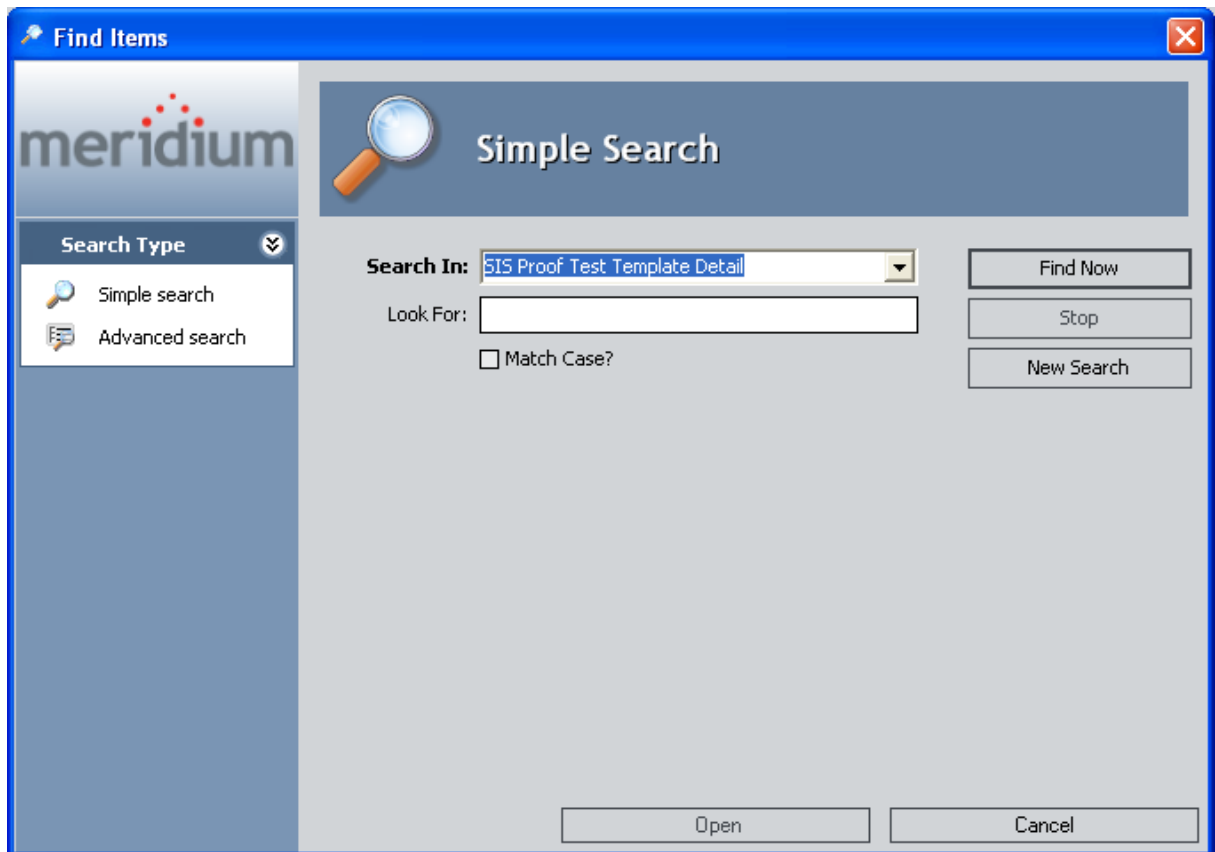 Find Items
meridium
Simple Search
Search Type
Simple search
Advanced search
Search In: SIS Proof Test Template Detail
Find Now
Look For:
Stop
Match Case?
New Search
Open
Cancel